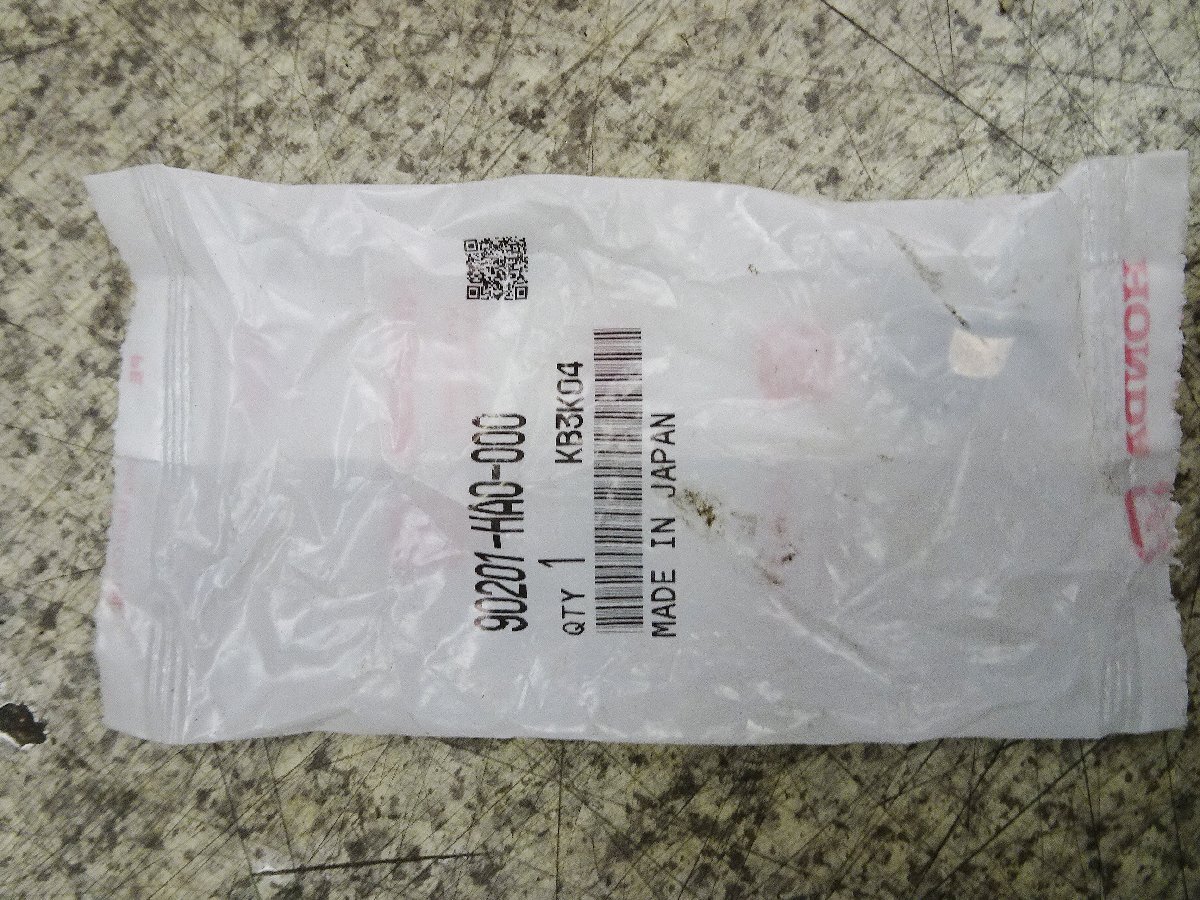 90201-HA0-000
QTY 1 KB3K04
MADE IN JAPAN
HONDA